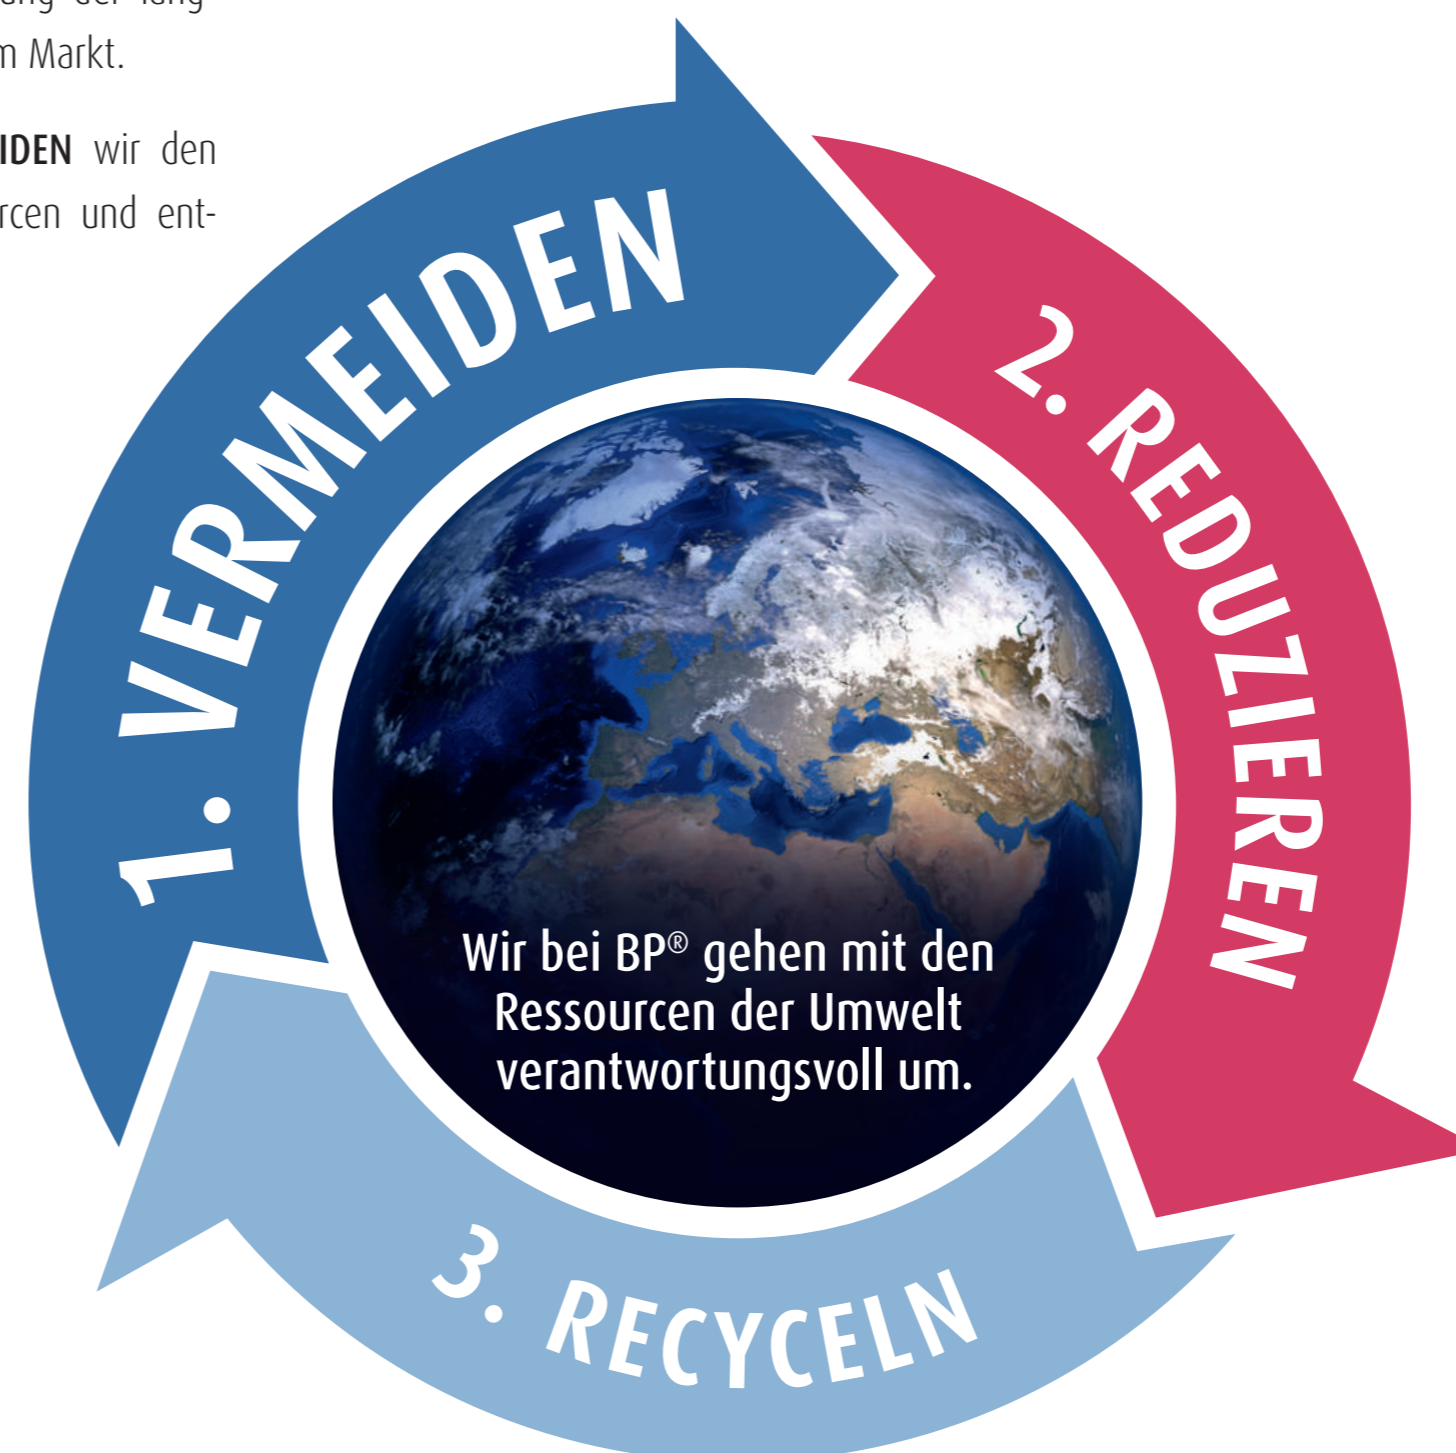 m Markt.
IDEN wir den
rcen und ent-
1. VERMEIDEN
2. REDUZIEREN
Wir bei BP® gehen mit den
Ressourcen der Umwelt
verantwortungsvoll um.
3. RECYCELN